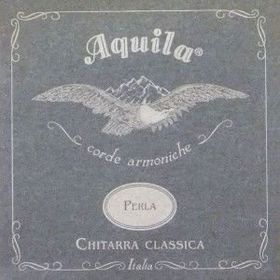 Aquila®
corde armoniche
PERLA
CHITARRA CLASSICA
Italia